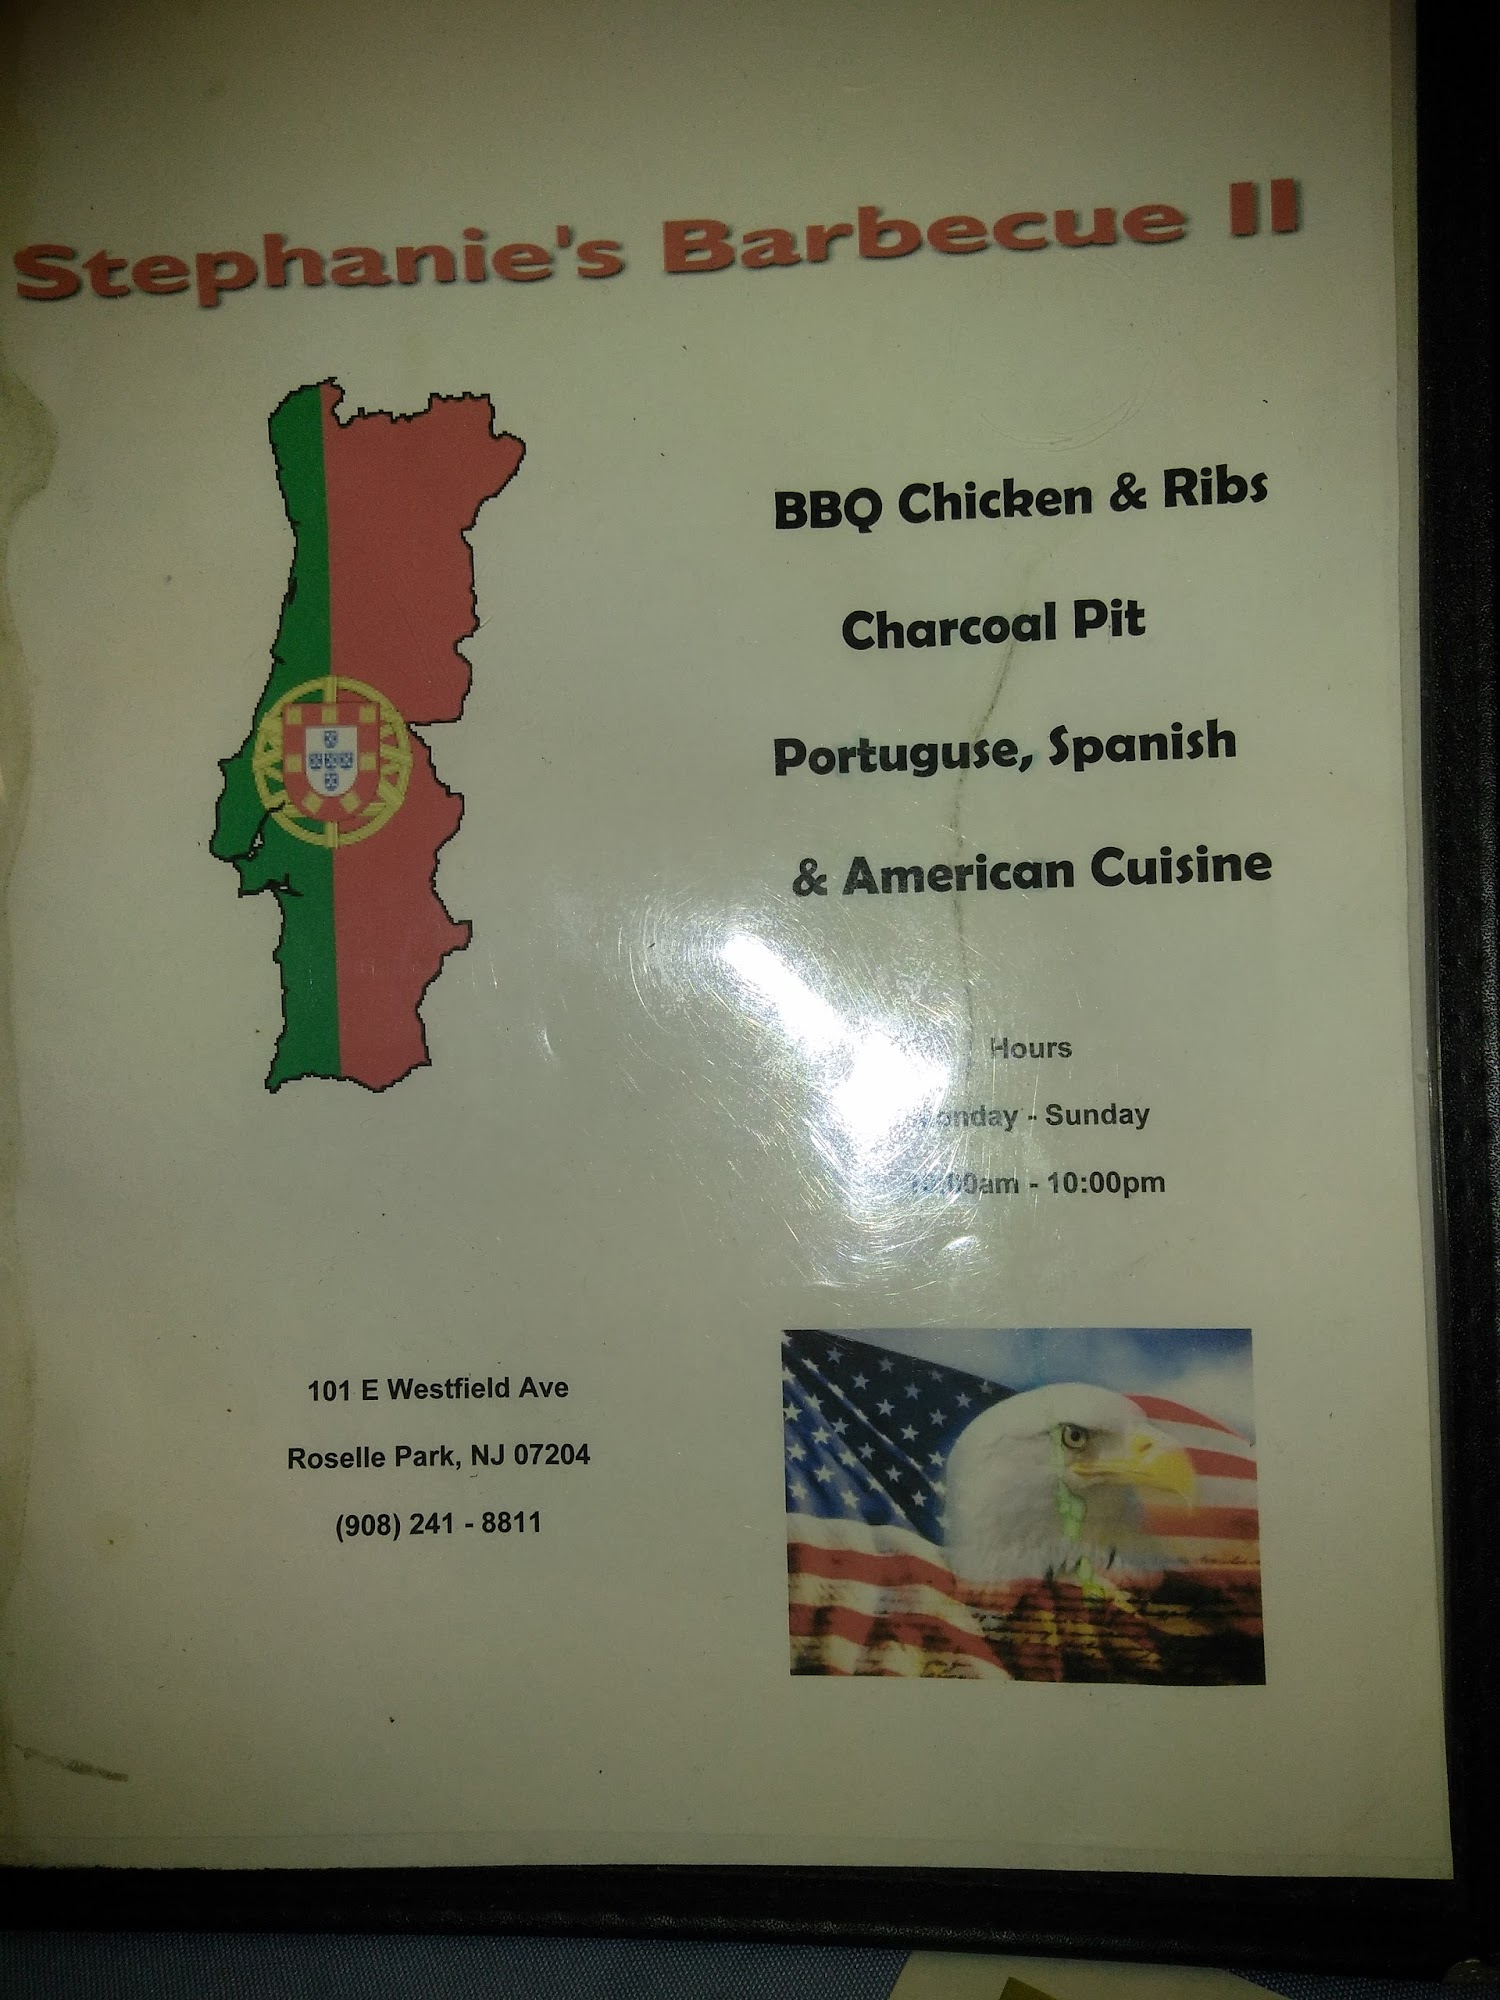 Stephanie's Barbecue II
BBQ Chicken & Ribs
Charcoal Pit
Portuguse, Spanish
& American Cuisine
Hours
- Sunday
- 10:00pm
101 E Westfield Ave
Roselle Park, NJ 07204
(908) 241 - 8811